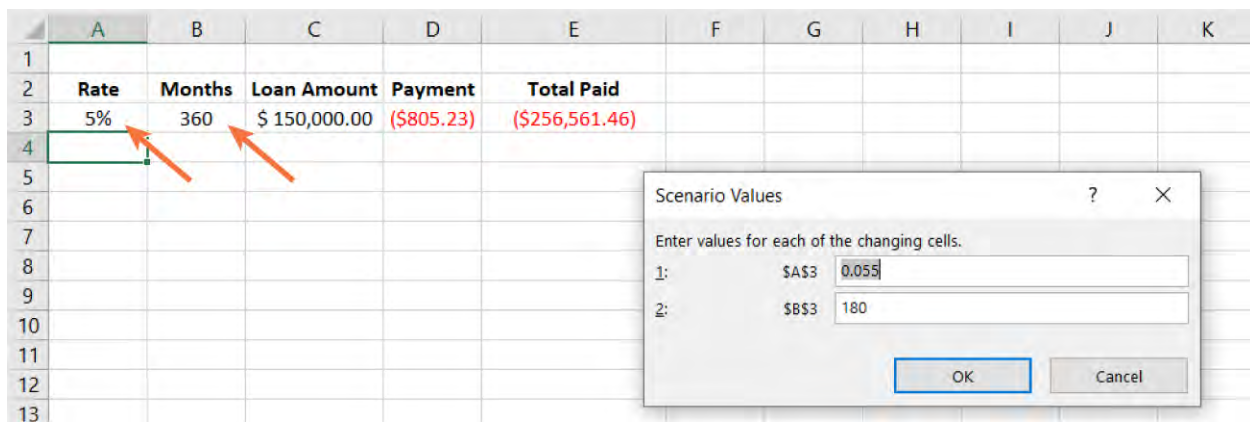 A B C D E F G H I J K
1
2 Rate Months Loan Amount Payment Total Paid
3 5% 360 $ 150,000.00 ($805.23) ($256,561.46)
4
5
6
7
8
9
10
11
12
13
Scenario Values ? ×
Enter values for each of the changing cells.
1: $A$3 0.055
2: $B$3 180
OK Cancel